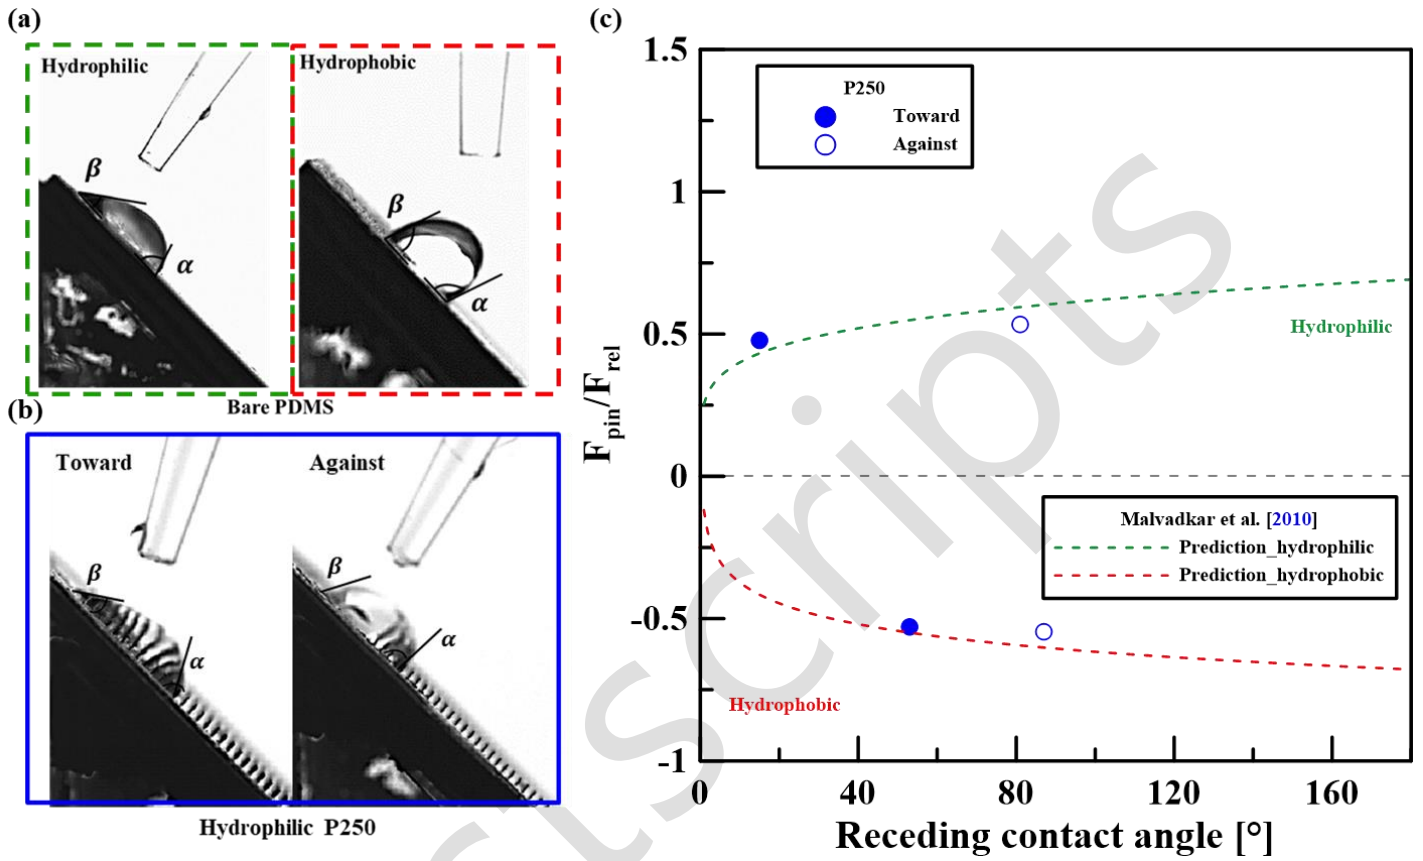 (a)
Hydrophilic
Hydrophobic
β
α
β
α
Bare PDMS
(b)
Toward
Against
β
α
β
α
Hydrophilic P250
(c)
1.5
1
0.5
0
-0.5
-1
F_pin/F_rel
P250
Toward
Against
Hydrophilic
Malvadkar et al. [2010]
Prediction_hydrophilic
Prediction_hydrophobic
Hydrophobic
0
40
80
120
160
Receding contact angle [°]
scripts